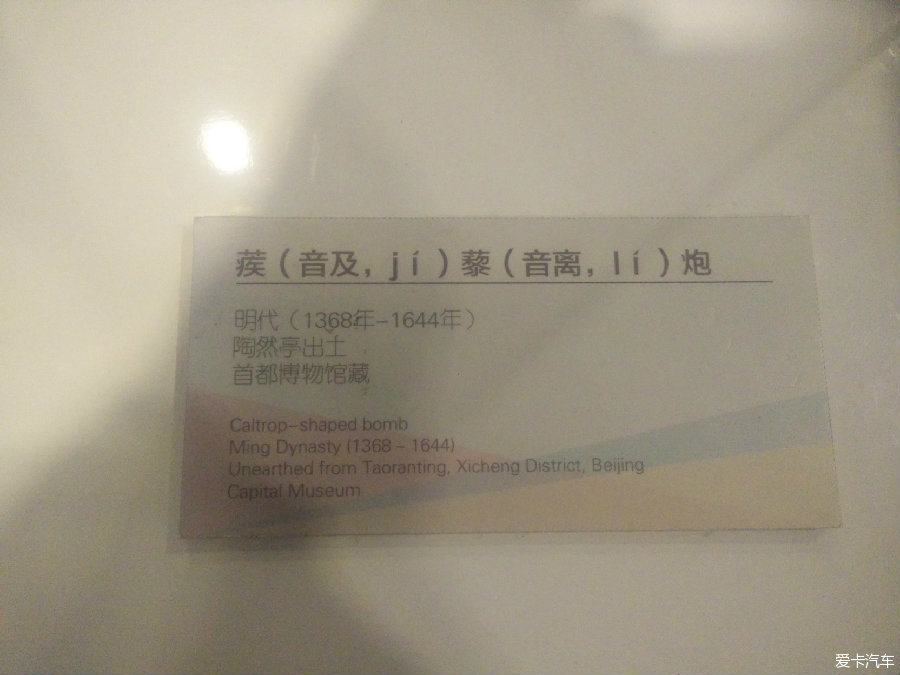 蒺（音及，jí）藜（音离，lí）炮
明代（1368年-1644年）
陶然亭出土
首都博物馆藏
Caltrop-shaped bomb
Ming Dynasty (1368 - 1644)
Unearthed from Taoranting, Xicheng District, Beijing
Capital Museum
爱卡汽车